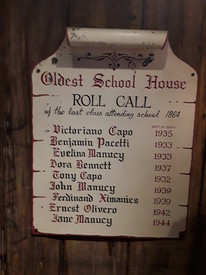 Oldest School House
ROLL CALL
of the last class attending school 1864
Victoriano Capo 1935
Benjamin Pacetti 1933
Evelina Manucy 1933
Dora Bennett 1937
Tony Capo 1932
John Manucy 1939
Ferdinand Ximanies 1939
Ernest Olivero 1942
Jane Manucy 1944